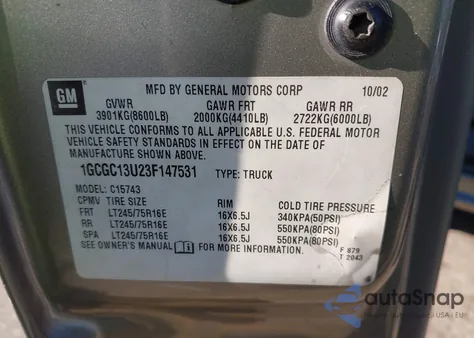 GM
MFD BY GENERAL MOTORS CORP 10/02
GVWR GAWR FRT GAWR RR
3901KG(8600LB) 2000KG(4410LB) 2722KG(6000LB)
THIS VEHICLE CONFORMS TO ALL APPLICABLE U.S. FEDERAL MOTOR
VEHICLE SAFETY STANDARDS IN EFFECT ON THE DATE OF
MANUFACTURE SHOWN ABOVE.
1GCGC13U23F147531 TYPE: TRUCK
MODEL: C15743
CPMV TIRE SIZE RIM COLD TIRE PRESSURE
FRT LT245/75R16E 16X6.5J 340KPA(50PSI)
RR LT245/75R16E 16X6.5J 550KPA(80PSI)
SPA LT245/75R16E 16X6.5J 550KPA(80PSI)
SEE OWNER'S MANUAL FOR MORE INFORMATION. F 879
T 2043
autoSnap